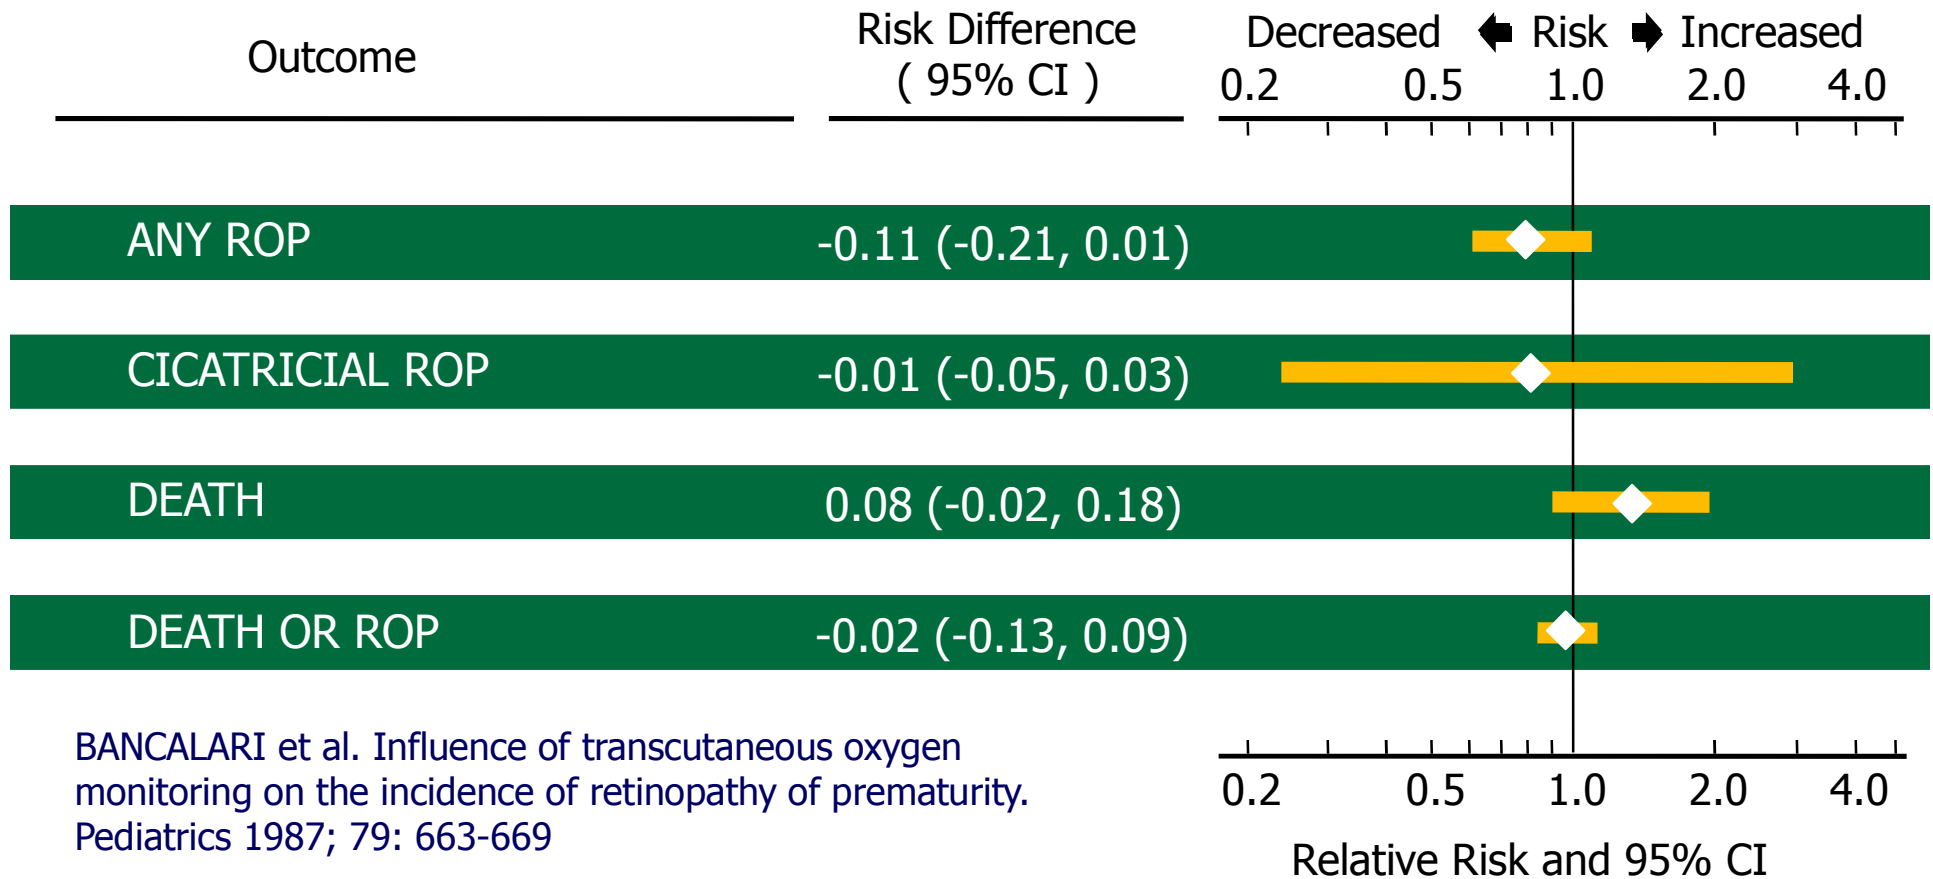 Outcome
Risk Difference
( 95% CI )
Decreased Risk Increased
0.2 0.5 1.0 2.0 4.0
ANY ROP -0.11 (-0.21, 0.01)
CICATRICIAL ROP -0.01 (-0.05, 0.03)
DEATH 0.08 (-0.02, 0.18)
DEATH OR ROP -0.02 (-0.13, 0.09)
BANCALARI et al. Influence of transcutaneous oxygen
monitoring on the incidence of retinopathy of prematurity.
Pediatrics 1987; 79: 663-669
0.2 0.5 1.0 2.0 4.0
Relative Risk and 95% CI